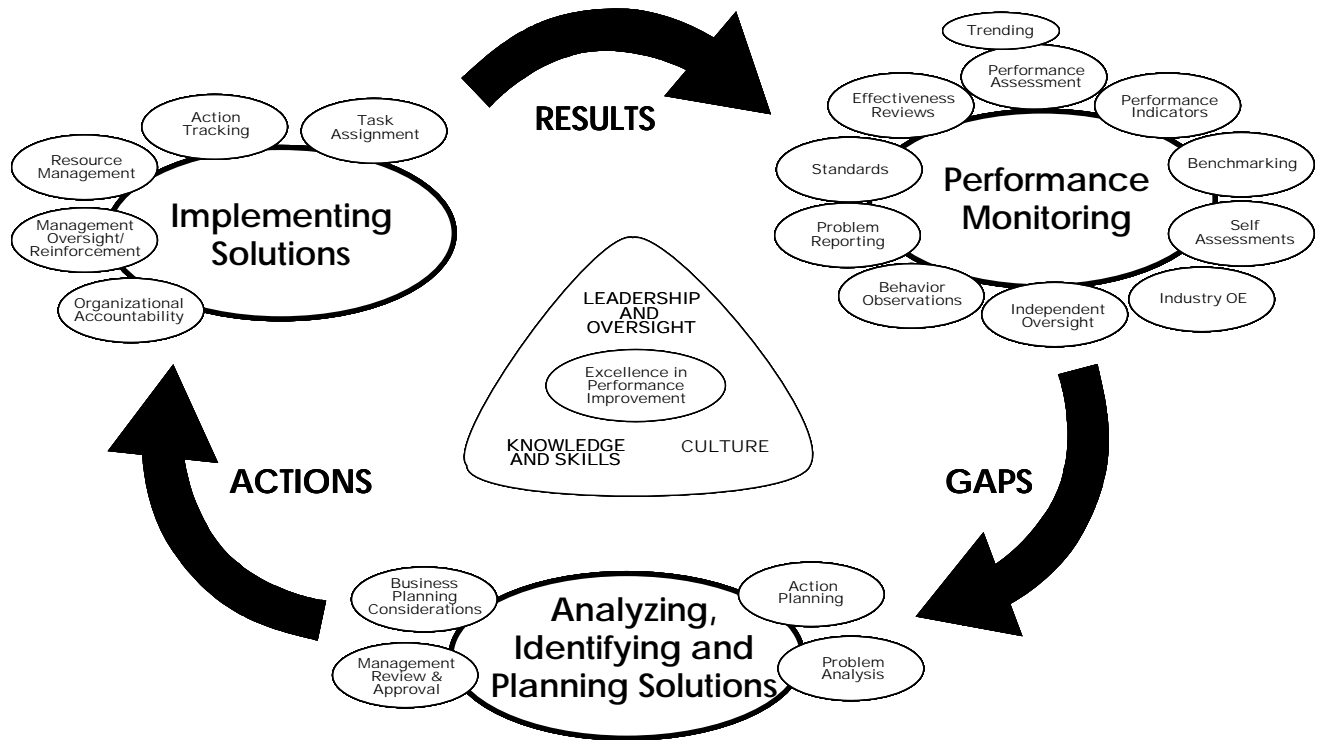 Trending
Performance
Assessment
Effectiveness
Reviews
Performance
Indicators
RESULTS
Action
Tracking
Task
Assignment
Resource
Management
Standards
Benchmarking
Implementing
Solutions
Performance
Monitoring
Management
Oversight/
Reinforcement
Problem
Reporting
Self
Assessments
Organizational
Accountability
Behavior
Observations
Independent
Oversight
Industry OE
LEADERSHIP
AND
OVERSIGHT
Excellence in
Performance
Improvement
KNOWLEDGE
AND SKILLS
CULTURE
ACTIONS
GAPS
Business
Planning
Considerations
Action
Planning
Analyzing,
Identifying and
Planning Solutions
Management
Review &
Approval
Problem
Analysis